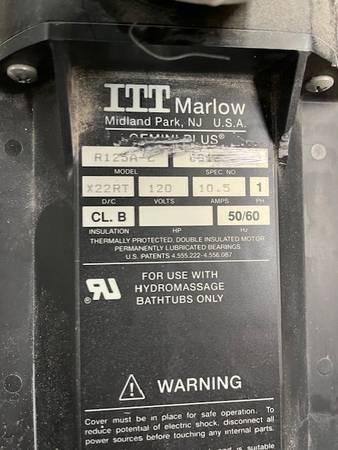 ITT Marlow
Midland Park, NJ U.S.A.
GEMINI PLUS
R125A-C
MODEL SPEC NO.
X22RT 120 10.5 1
D/C VOLTS AMPS PH
CL. B 50/60
INSULATION HP Hz
THERMALLY PROTECTED, DOUBLE INSULATED MOTOR
PERMANENTLY LUBRICATED BEARINGS
U.S. PATENTS 4.555.222-4.556.087
FOR USE WITH
HYDROMASSAGE
BATHTUBS ONLY
WARNING
Cover must be in place for safe operation. To
reduce potential of electric shock, disconnect all
power sources before touching any internal parts.
and is suitable